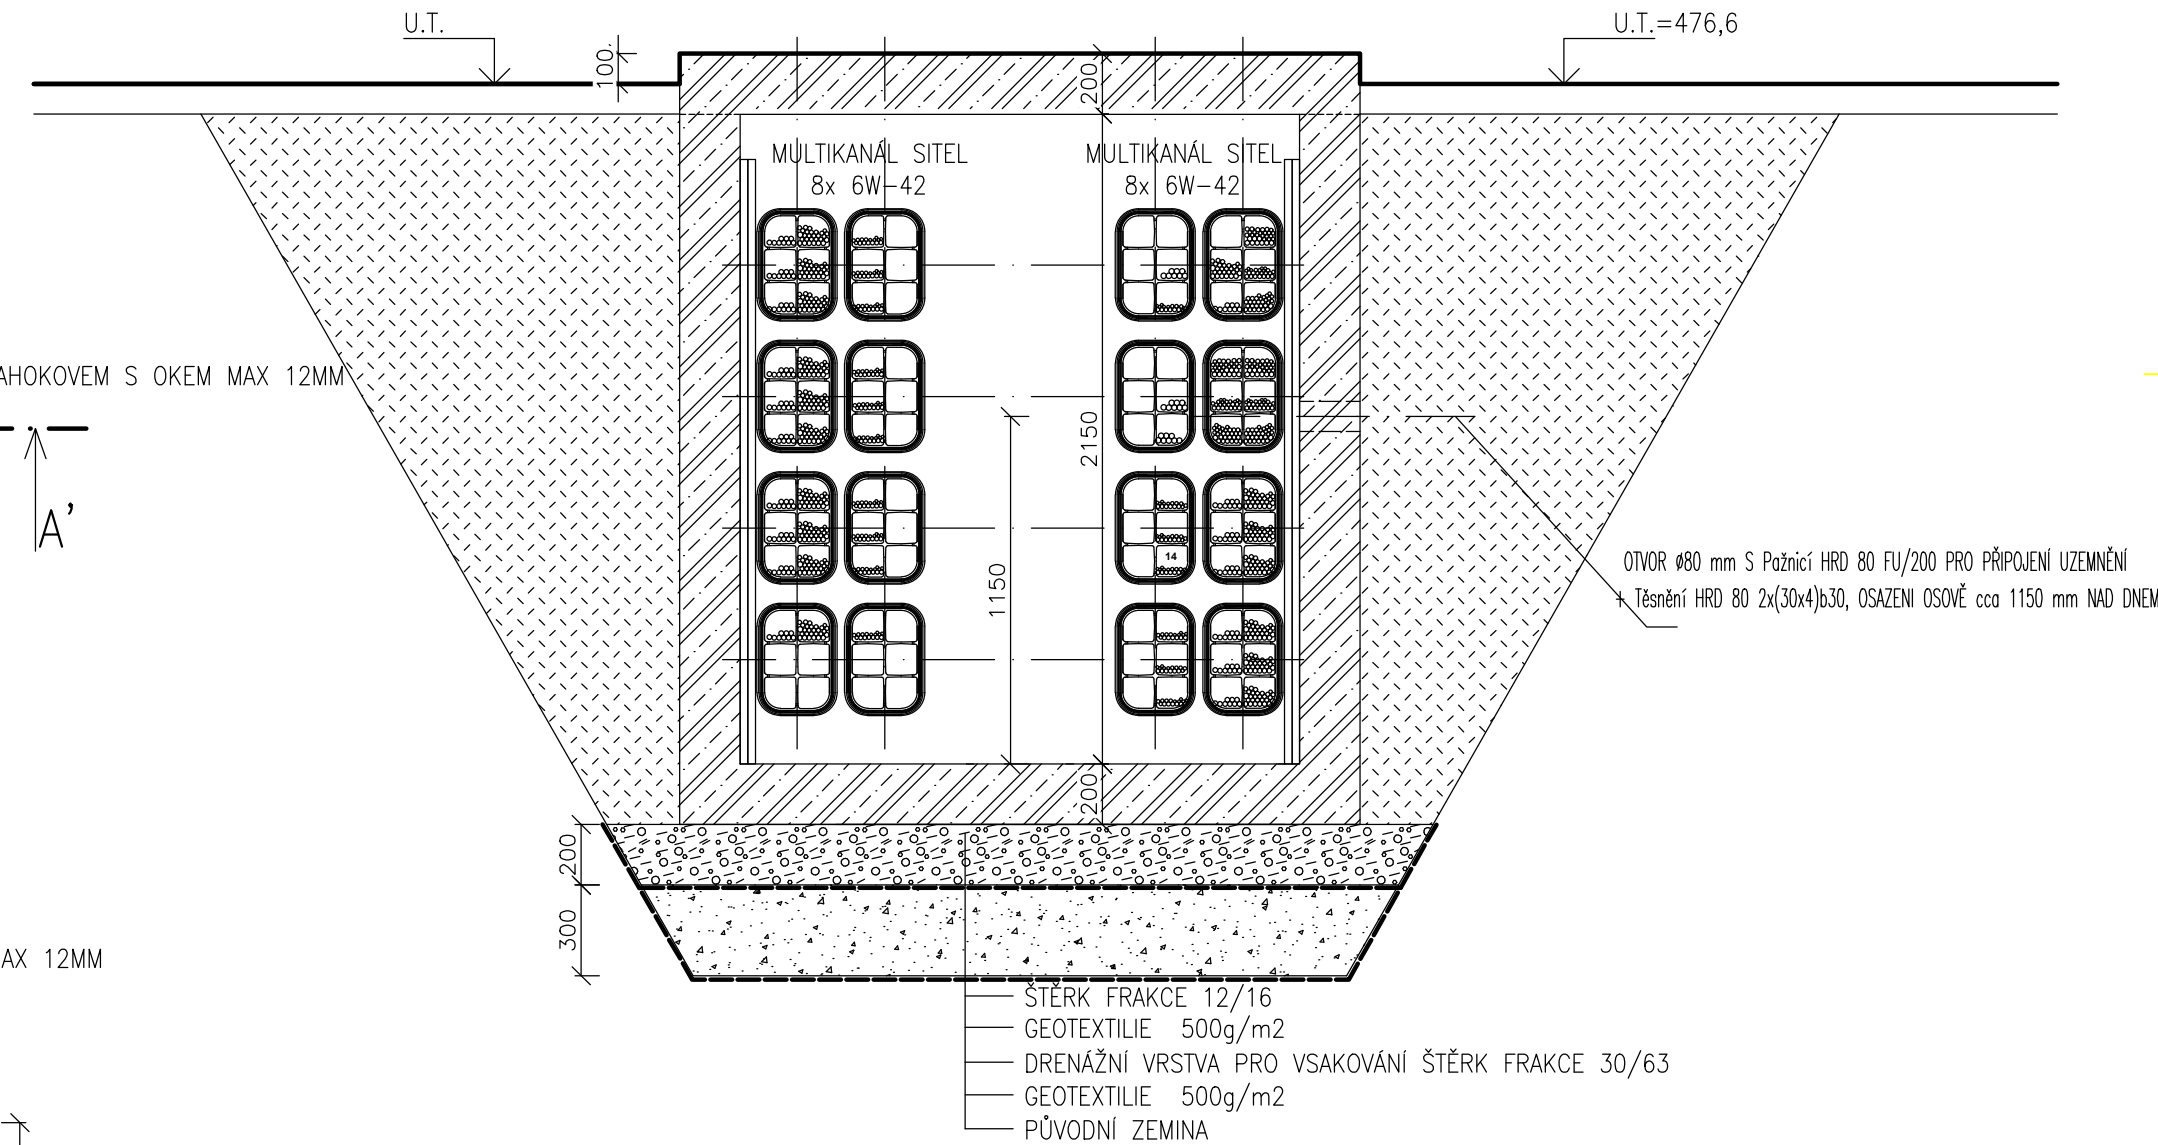 U.T.
U.T.=476,6
100
200
MULTIKANÁL SITEL
8x 6W-42
MULTIKANÁL SITEL
8x 6W-42
S OKEM MAX 12MM
2150
A'
14
1150
OTVOR Ø80 mm S Pažnicí HRD 80 FU/200 PRO PŘIPOJENÍ UZEMNĚNÍ
+ Těsnění HRD 80 2x(30x4)b30, OSAZENI OSOVĚ cca 1150 mm NAD DNEM
200
200
300
12MM
ŠTĚRK FRAKCE 12/16
GEOTEXTILIE 500g/m2
DRENÁŽNÍ VRSTVA PRO VSAKOVÁNÍ ŠTĚRK FRAKCE 30/63
GEOTEXTILIE 500g/m2
PŮVODNÍ ZEMINA